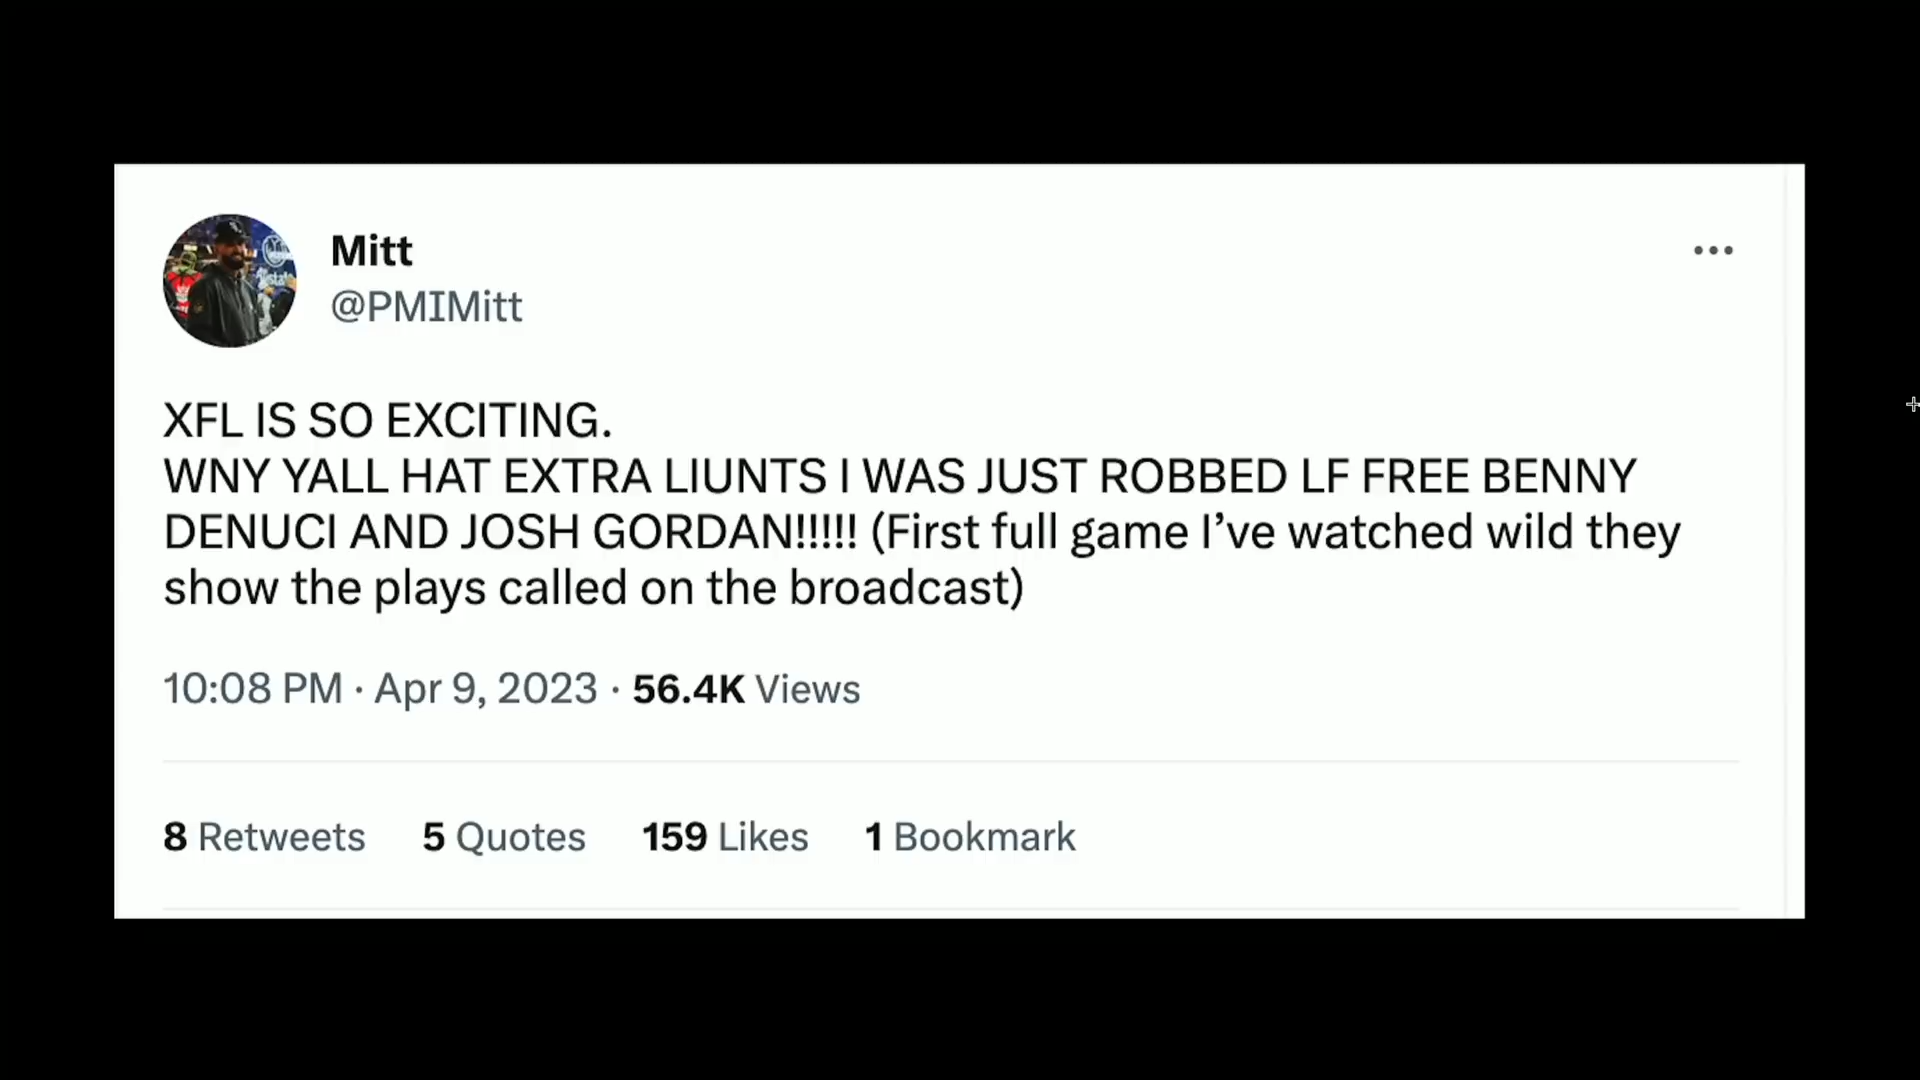 Mitt
@PMIMitt
XFL IS SO EXCITING.
WNY YALL HAT EXTRA LIUNTS I WAS JUST ROBBED LF FREE BENNY
DENUCI AND JOSH GORDAN!!!!! (First full game I’ve watched wild they
show the plays called on the broadcast)
10:08 PM · Apr 9, 2023 · 56.4K Views
8 Retweets 5 Quotes 159 Likes 1 Bookmark